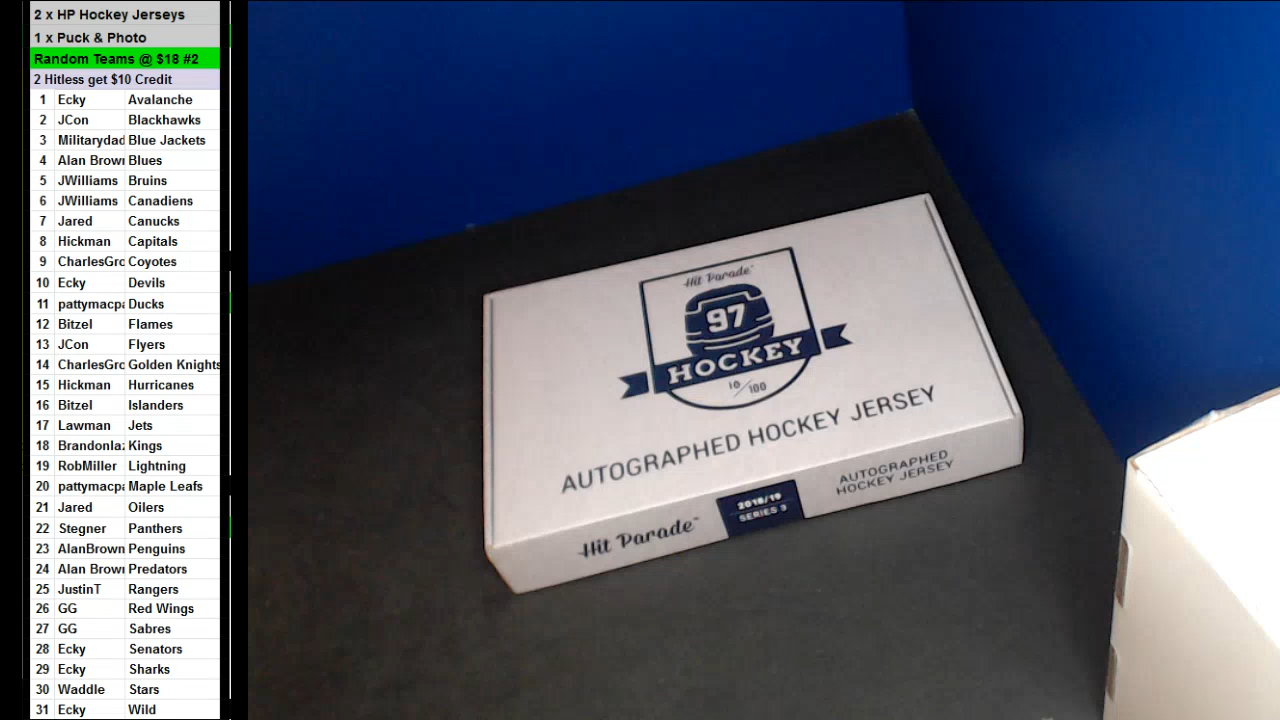 2 x HP Hockey Jerseys
1 x Puck & Photo
Random Teams @ $18 #2
2 Hitless get $10 Credit
1 Ecky Avalanche
2 JCon Blackhawks
3 Militarydad Blue Jackets
4 Alan Brown Blues
5 JWilliams Bruins
6 JWilliams Canadiens
7 Jared Canucks
8 Hickman Capitals
9 CharlesGro Coyotes
10 Ecky Devils
11 pattymacpa Ducks
12 Bitzel Flames
13 JCon Flyers
14 CharlesGro Golden Knights
15 Hickman Hurricanes
16 Bitzel Islanders
17 Lawman Jets
18 Brandonlaz Kings
19 RobMiller Lightning
20 pattymacpa Maple Leafs
21 Jared Oilers
22 Stegner Panthers
23 AlanBrown Penguins
24 Alan Brown Predators
25 JustinT Rangers
26 GG Red Wings
27 GG Sabres
28 Ecky Senators
29 Ecky Sharks
30 Waddle Stars
31 Ecky Wild
Hit Parade™
97
HOCKEY
10/100
AUTOGRAPHED HOCKEY JERSEY
Hit Parade™
2018/19
SERIES 3
AUTOGRAPHED
HOCKEY JERSEY